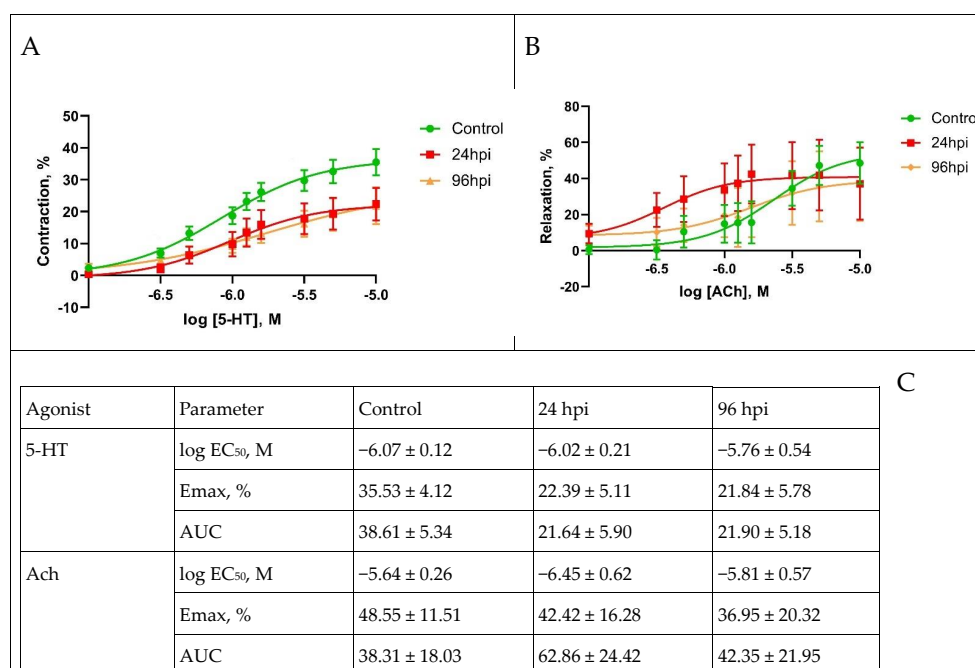 A
B
50
40
30
20
10
0
-10
Contraction, %
-6.5
-6.0
-5.5
-5.0
log [5-HT], M
Control
24hpi
96hpi
80
60
40
20
0
-20
Relaxation, %
-6.5
-6.0
-5.5
-5.0
log [ACh], M
Contro
24hpi
96hpi
C
Agonist Parameter Control 24 hpi 96 hpi
5-HT log EC₅₀, M −6.07 ± 0.12 −6.02 ± 0.21 −5.76 ± 0.54
Emax, % 35.53 ± 4.12 22.39 ± 5.11 21.84 ± 5.78
AUC 38.61 ± 5.34 21.64 ± 5.90 21.90 ± 5.18
Ach log EC₅₀, M −5.64 ± 0.26 −6.45 ± 0.62 −5.81 ± 0.57
Emax, % 48.55 ± 11.51 42.42 ± 16.28 36.95 ± 20.32
AUC 38.31 ± 18.03 62.86 ± 24.42 42.35 ± 21.95